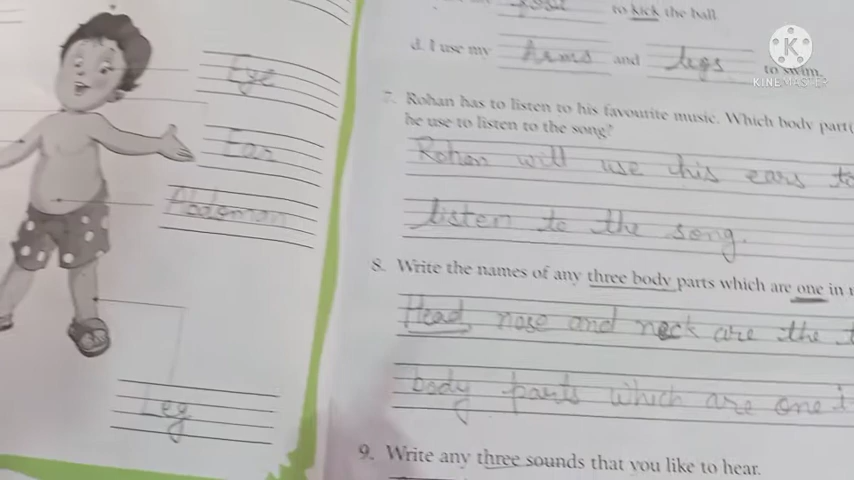 Eye
Ear
Abdoman
Leg
to kick the ball
d. I use my Arms and legs to swim.
7. Rohan has to listen to his favourite music. Which body part(
he use to listen to the song?
Rohan will use his ears to
listen to the song.
8. Write the names of any three body parts which are one in
Head, nose and neck are the
body parts which are one
9. Write any three sounds that you like to hear.
KINEMASTER